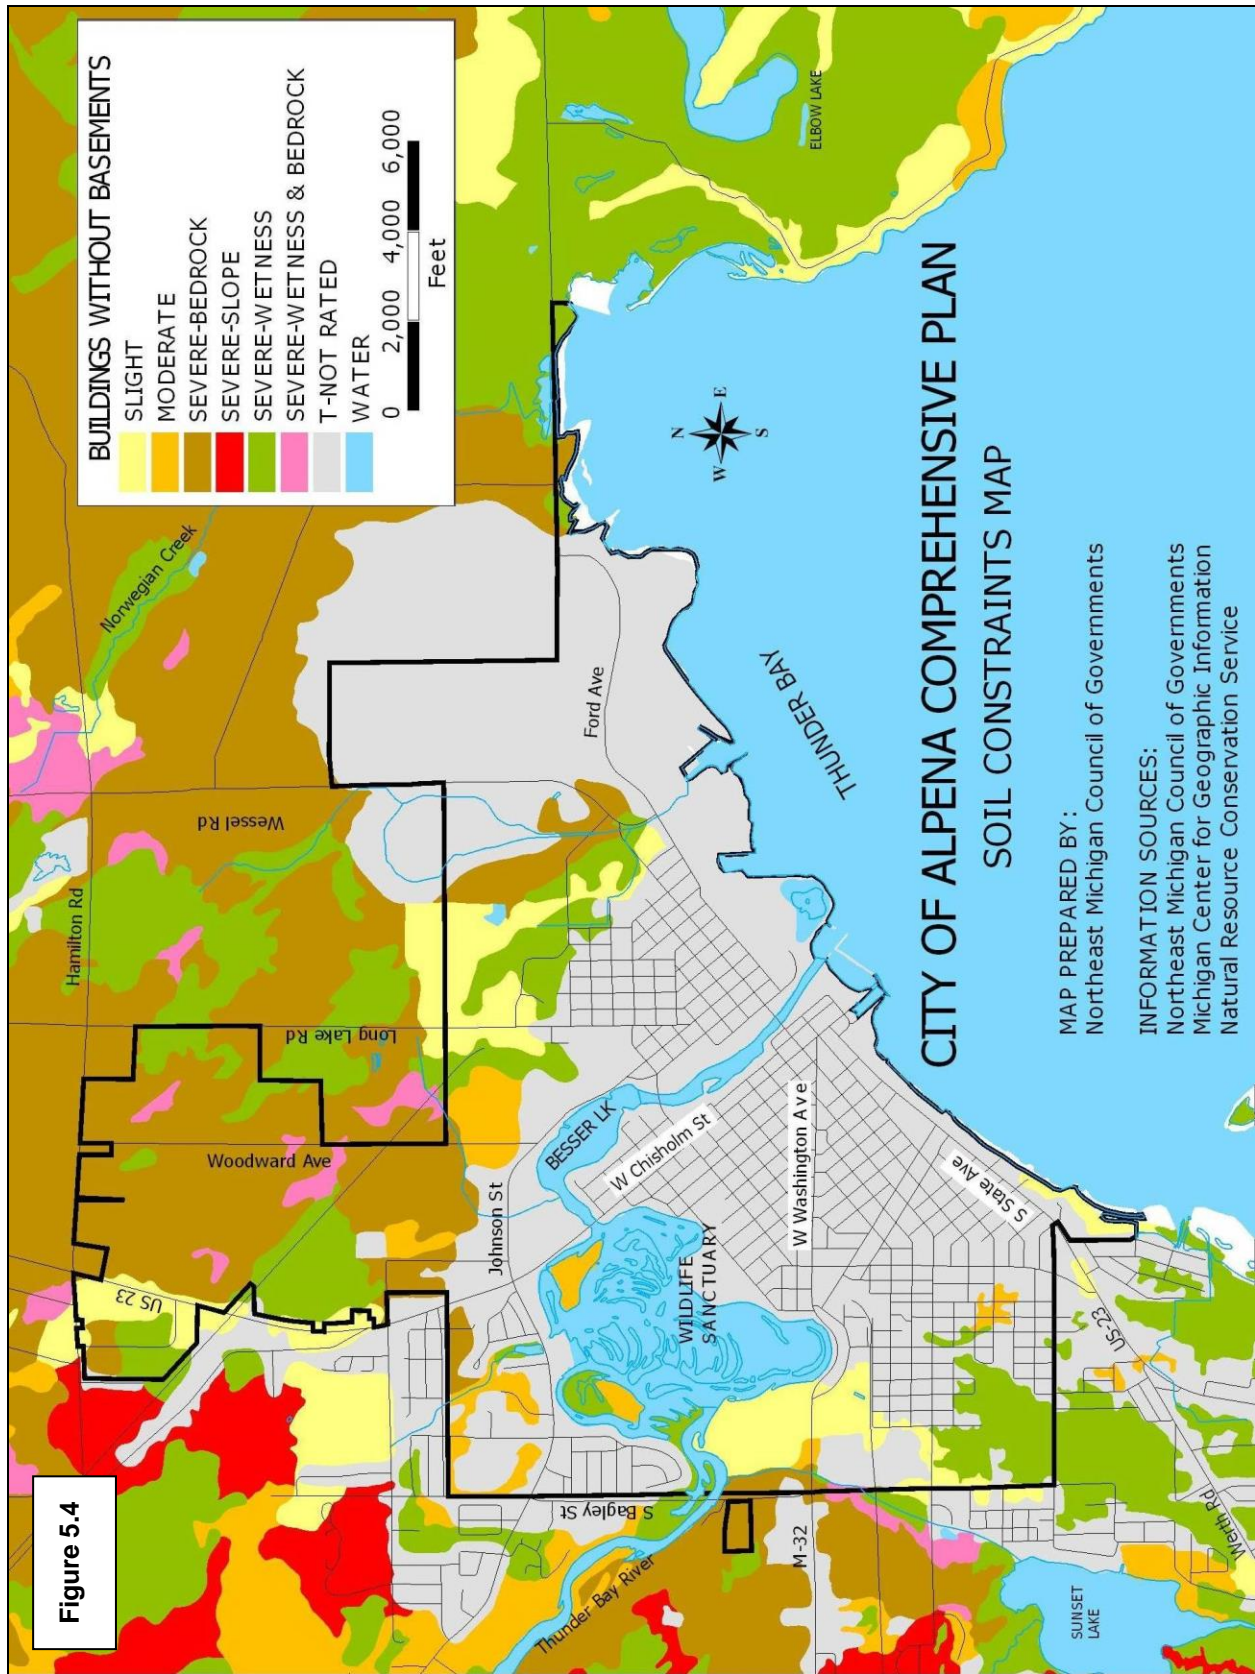 Figure 5.4
BUILDINGS WITHOUT BASEMENTS
SLIGHT
MODERATE
SEVERE-BEDROCK
SEVERE-SLOPE
SEVERE-WETNESS
SEVERE-WETNESS & BEDROCK
T-NOT RATED
WATER
0 2,000 4,000 6,000
Feet
Norwegian Creek
Hamilton Rd
Wessel Rd
Long Lake Rd
Woodward Ave
US 23
Johnson St
Ford Ave
BESSER LK
W Chisholm St
W Washington Ave
S State Ave
WILDLIFE
SANCTUARY
S Bagley St
Thunder Bay River
M-32
US-23
Werth Rd
SUNSET
LAKE
ELBOW LAKE
THUNDER BAY
N
W
E
S
CITY OF ALPENA COMPREHENSIVE PLAN
SOIL CONSTRAINTS MAP
MAP PREPARED BY:
Northeast Michigan Council of Governments
INFORMATION SOURCES:
Northeast Michigan Council of Governments
Michigan Center for Geographic Information
Natural Resource Conservation Service